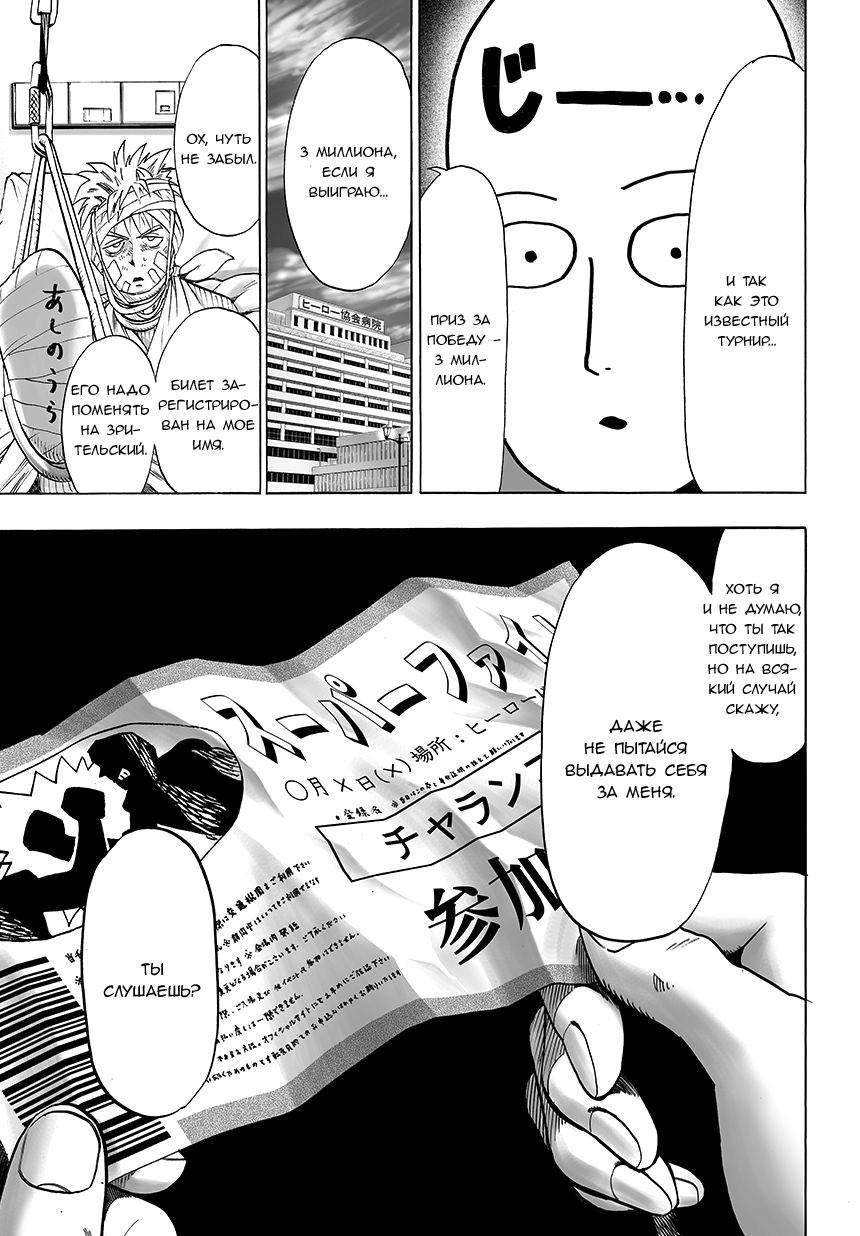 じー…
И ТАК
КАК ЭТО
ИЗВЕСТНЫЙ
ТУРНИР...
ПРИЗ ЗА
ПОБЕДУ -
3 МИЛ-
ЛИОНА.
3 МИЛЛИОНА,
ЕСЛИ Я
ВЫИГРАЮ...
ヒーロー協会病院
ОХ, ЧУТЬ
НЕ ЗАБЫЛ.
БИЛЕТ ЗА-
РЕГИСТРИРО-
ВАН НА МОЕ
ИМЯ.
ЕГО НАДО
ПОМЕНЯТЬ
НА ЗРИ-
ТЕЛЬСКИЙ.
あしのうら
ХОТЬ Я
И НЕ ДУМАЮ,
ЧТО ТЫ ТАК
ПОСТУПИШЬ,
НО НА ВСЯ-
КИЙ СЛУЧАЙ
СКАЖУ,
ДАЖЕ
НЕ ПЫТАЙСЯ
ВЫДАВАТЬ СЕБЯ
ЗА МЕНЯ.
スーパーファイ
〇月×日(×)場所：ヒーロー
・登録名
チャラン
参加
ТЫ
СЛУШАЕШЬ?